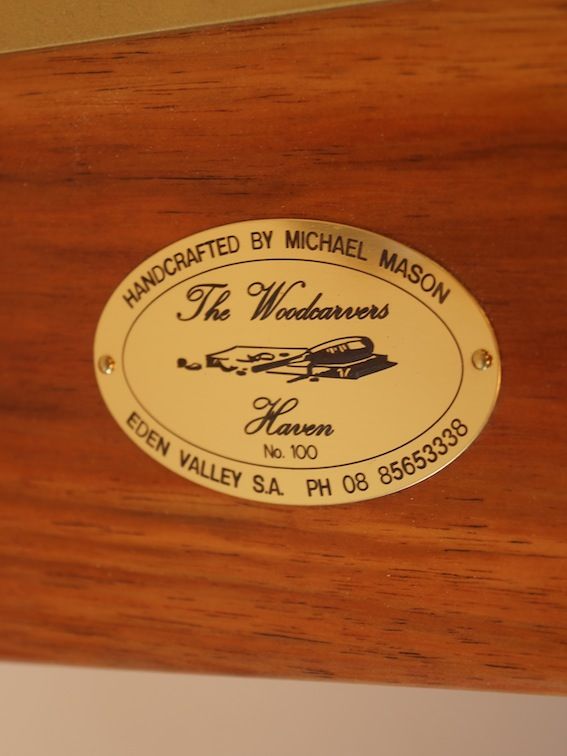 HANDCRAFTED BY MICHAEL MASON
The Woodcarvers
Haven
No. 100
EDEN VALLEY S.A. PH 08 85653338